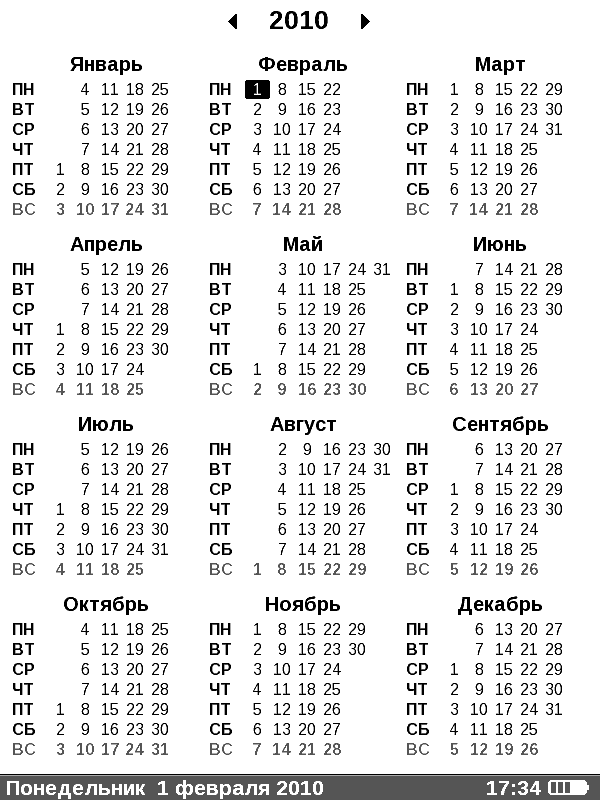 2010
Январь Февраль Март
ПН 4 11 18 25 ПН 1 8 15 22 ПН 1 8 15 22 29
ВТ 5 12 19 26 ВТ 2 9 16 23 ВТ 2 9 16 23 30
СР 6 13 20 27 СР 3 10 17 24 СР 3 10 17 24 31
ЧТ 7 14 21 28 ЧТ 4 11 18 25 ЧТ 4 11 18 25
ПТ 1 8 15 22 29 ПТ 5 12 19 26 ПТ 5 12 19 26
СБ 2 9 16 23 30 СБ 6 13 20 27 СБ 6 13 20 27
ВС 3 10 17 24 31 ВС 7 14 21 28 ВС 7 14 21 28
Апрель Май Июнь
ПН 5 12 19 26 ПН 3 10 17 24 31 ПН 7 14 21 28
ВТ 6 13 20 27 ВТ 4 11 18 25 ВТ 1 8 15 22 29
СР 7 14 21 28 СР 5 12 19 26 СР 2 9 16 23 30
ЧТ 1 8 15 22 29 ЧТ 6 13 20 27 ЧТ 3 10 17 24
ПТ 2 9 16 23 30 ПТ 7 14 21 28 ПТ 4 11 18 25
СБ 3 10 17 24 СБ 1 8 15 22 29 СБ 5 12 19 26
ВС 4 11 18 25 ВС 2 9 16 23 30 ВС 6 13 20 27
Июль Август Сентябрь
ПН 5 12 19 26 ПН 2 9 16 23 30 ПН 6 13 20 27
ВТ 6 13 20 27 ВТ 3 10 17 24 31 ВТ 7 14 21 28
СР 7 14 21 28 СР 4 11 18 25 СР 1 8 15 22 29
ЧТ 1 8 15 22 29 ЧТ 5 12 19 26 ЧТ 2 9 16 23 30
ПТ 2 9 16 23 30 ПТ 6 13 20 27 ПТ 3 10 17 24
СБ 3 10 17 24 31 СБ 7 14 21 28 СБ 4 11 18 25
ВС 4 11 18 25 ВС 1 8 15 22 29 ВС 5 12 19 26
Октябрь Ноябрь Декабрь
ПН 4 11 18 25 ПН 1 8 15 22 29 ПН 6 13 20 27
ВТ 5 12 19 26 ВТ 2 9 16 23 30 ВТ 7 14 21 28
СР 6 13 20 27 СР 3 10 17 24 СР 1 8 15 22 29
ЧТ 7 14 21 28 ЧТ 4 11 18 25 ЧТ 2 9 16 23 30
ПТ 1 8 15 22 29 ПТ 5 12 19 26 ПТ 3 10 17 24 31
СБ 2 9 16 23 30 СБ 6 13 20 27 СБ 4 11 18 25
ВС 3 10 17 24 31 ВС 7 14 21 28 ВС 5 12 19 26
Понедельник 1 февраля 2010 17:34